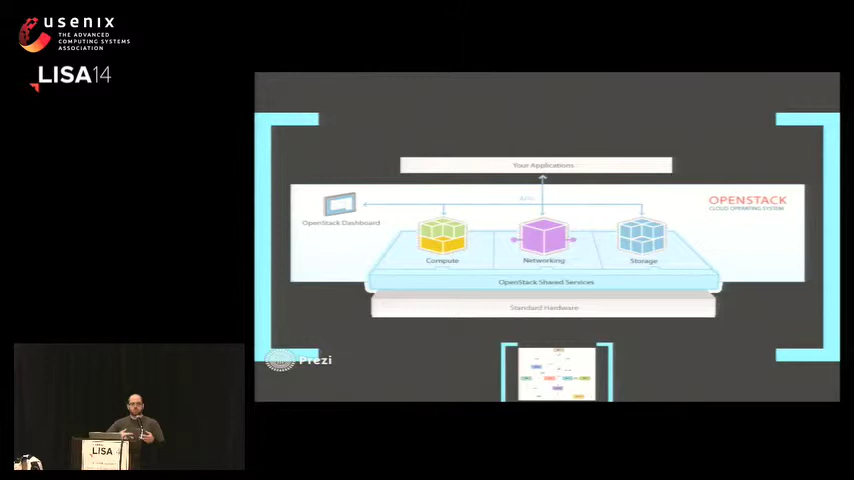 usenix
THE ADVANCED
COMPUTING SYSTEMS
ASSOCIATION
LISA14
Your Applications
APIs
OPENSTACK
CLOUD OPERATING SYSTEM
OpenStack Dashboard
Compute
Networking
Storage
OpenStack Shared Services
Standard Hardware
Prezi
LISA